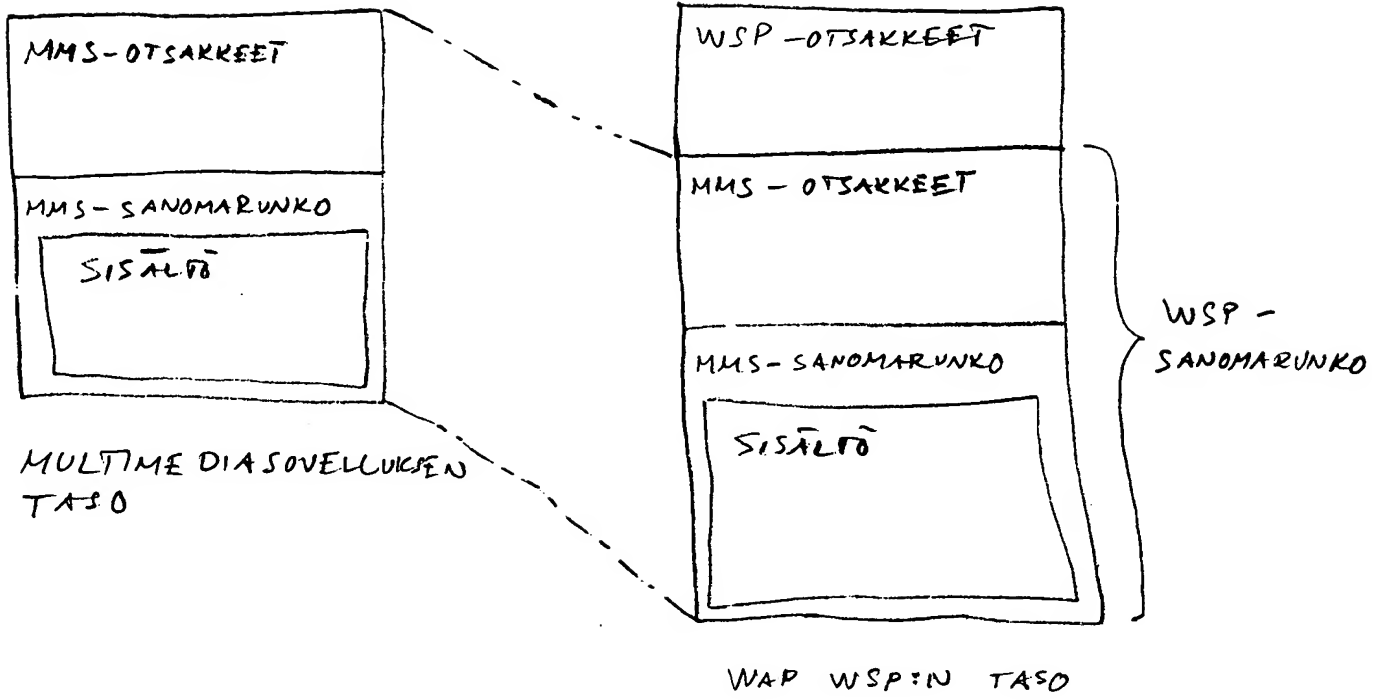 MMS-OTSAKKEET
MMS-SANOMARUNKO
SISÄLTÖ
MULTIMEDIASOVELLUKSEN
TASO
WSP-OTSAKKEET
MMS-OTSAKKEET
MMS-SANOMARUNKO
SISÄLTÖ
WSP-
SANOMARUNKO
WAP WSP:N TASO